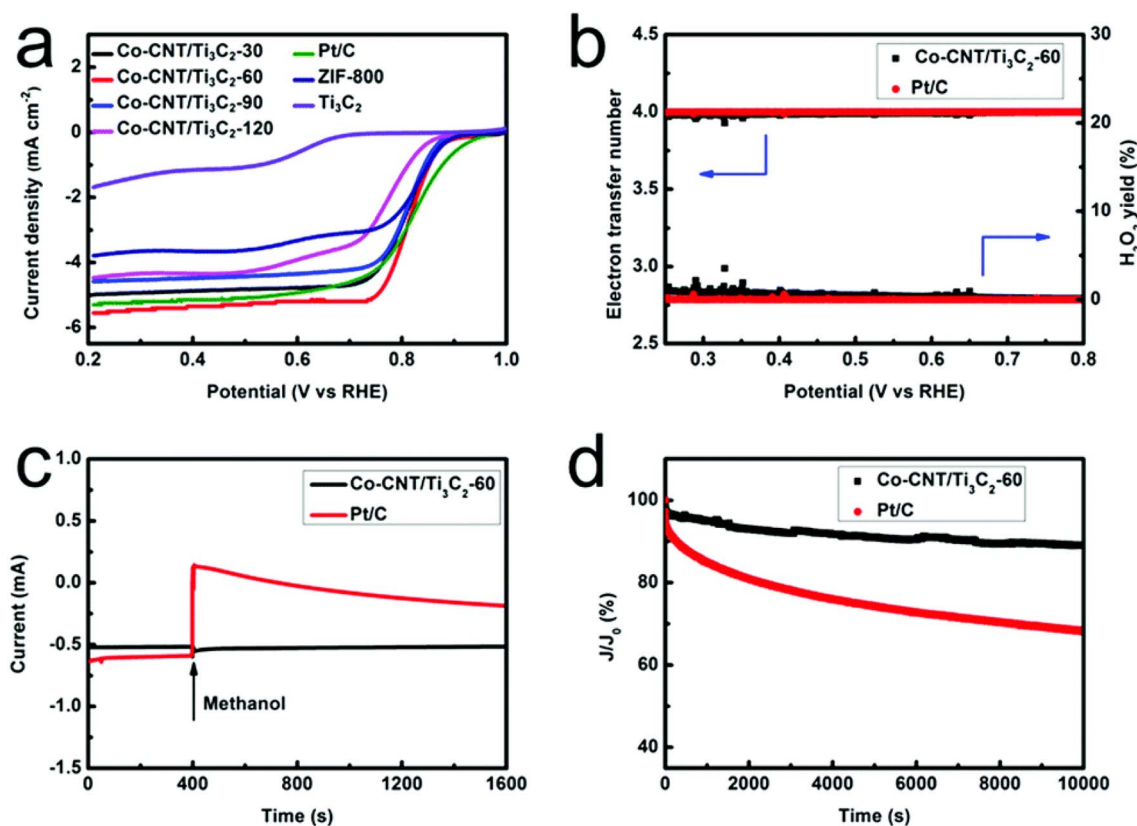 a
Co-CNT/Ti₃C₂-30
Co-CNT/Ti₃C₂-60
Co-CNT/Ti₃C₂-90
Co-CNT/Ti₃C₂-120
Pt/C
ZIF-800
Ti₃C₂
Current density (mA cm⁻²)
2
0
-2
-4
-6
0.2
0.4
0.6
0.8
1.0
Potential (V vs RHE)
b
Co-CNT/Ti₃C₂-60
Pt/C
Electron transfer number
4.5
4.0
3.5
3.0
2.5
H₂O₂ yield (%)
30
20
10
0
0.3
0.4
0.5
0.6
0.7
0.8
Potential (V vs RHE)
c
Co-CNT/Ti₃C₂-60
Pt/C
Current (mA)
1.0
0.5
0.0
-0.5
-1.0
-1.5
Methanol
0
400
800
1200
1600
Time (s)
d
Co-CNT/Ti₃C₂-60
Pt/C
J/J₀ (%)
100
80
60
40
0
2000
4000
6000
8000
10000
Time (s)